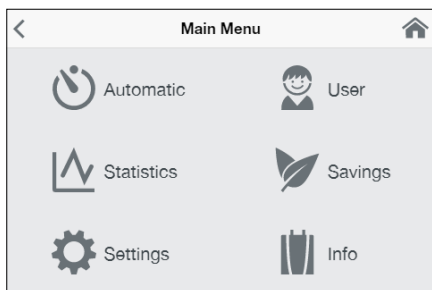 Main Menu
Automatic
User
Statistics
Savings
Settings
Info